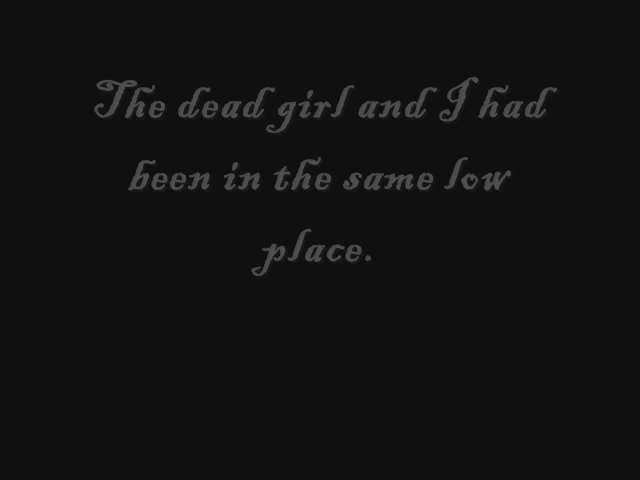 The dead girl and I had
been in the same low
place.